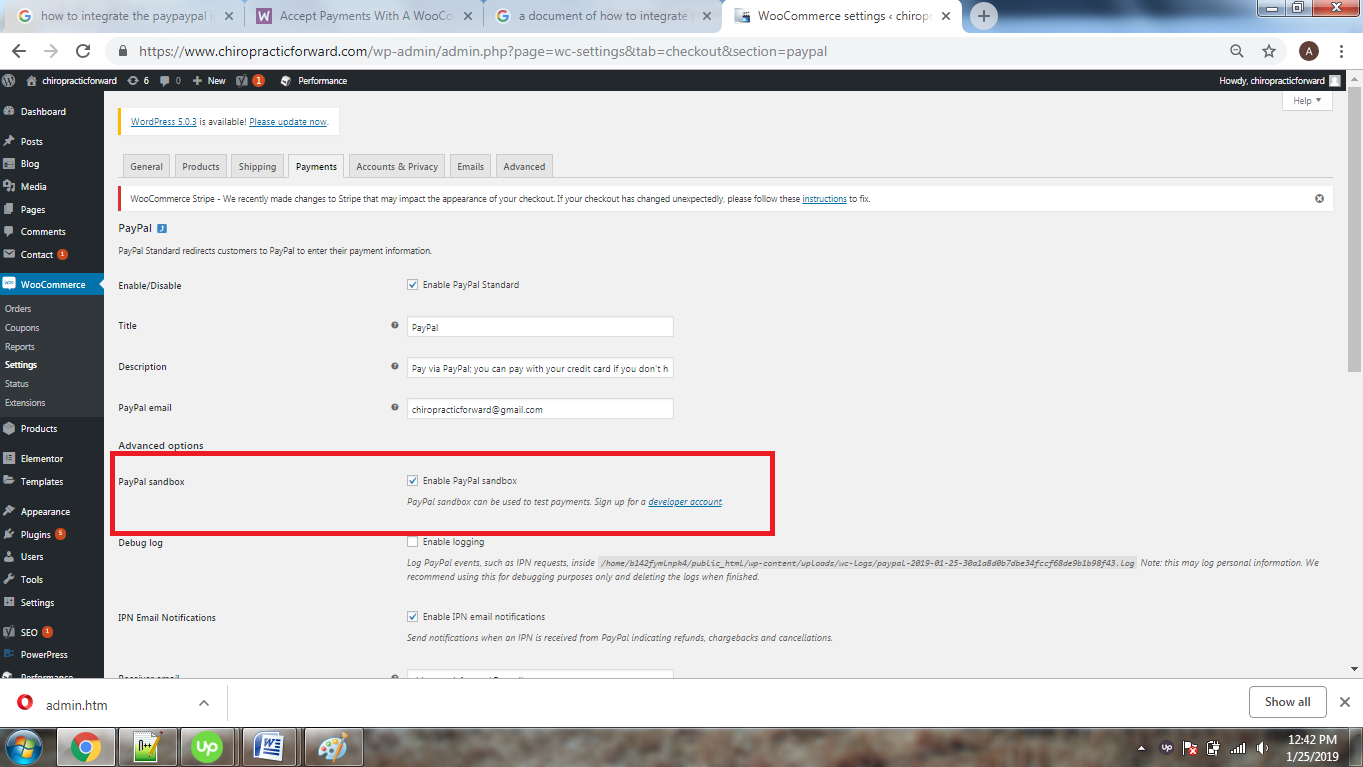 how to integrate the paypaypal i
Accept Payments With A WooCo
a document of how to integrate
WooCommerce settings ‹ chiropr
https://www.chiropracticforward.com/wp-admin/admin.php?page=wc-settings&tab=checkout&section=paypal
A
chiropracticforward 6 0 New 1 Performance
Howdy, chiropracticforward
Dashboard
Posts
Blog
Media
Pages
Comments
Contact 1
WooCommerce
Orders
Coupons
Reports
Settings
Status
Extensions
Products
Elementor
Templates
Appearance
Plugins 5
Users
Tools
Settings
SEO 1
PowerPress
Performance
Help
WordPress 5.0.3 is available! Please update now.
General Products Shipping Payments Accounts & Privacy Emails Advanced
WooCommerce Stripe - We recently made changes to Stripe that may impact the appearance of your checkout. If your checkout has changed unexpectedly, please follow these instructions to fix.
PayPal
PayPal Standard redirects customers to PayPal to enter their payment information.
Enable/Disable Enable PayPal Standard
Title PayPal
Description Pay via PayPal; you can pay with your credit card if you don't h
PayPal email chiropracticforward@gmail.com
Advanced options
PayPal sandbox Enable PayPal sandbox
PayPal sandbox can be used to test payments. Sign up for a developer account.
Debug log Enable logging
Log PayPal events, such as IPN requests, inside /home/b142fymlnpk4/public_html/wp-content/uploads/wc-logs/paypal-2019-01-25-30a1a8d0b7dbe34fccf68de9b1b98f43.log Note: this may log personal information. We
recommend using this for debugging purposes only and deleting the logs when finished.
IPN Email Notifications Enable IPN email notifications
Send notifications when an IPN is received from PayPal indicating refunds, chargebacks and cancellations.
Receiver email
admin.htm
Show all
up
up
12:42 PM
1/25/2019